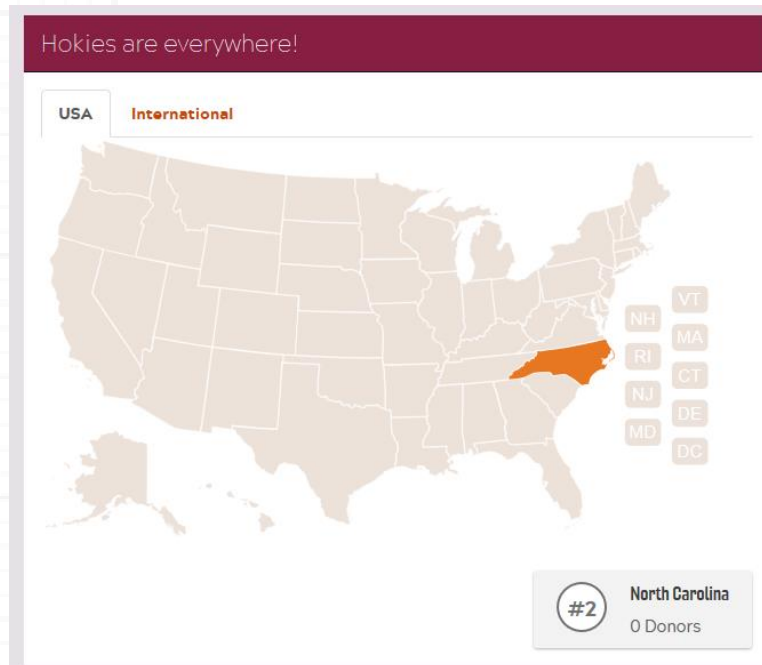 Hokies are everywhere!
USA
International
VT
NH
MA
RI
CT
NJ
DE
MD
DC
#2
North Carolina
0 Donors